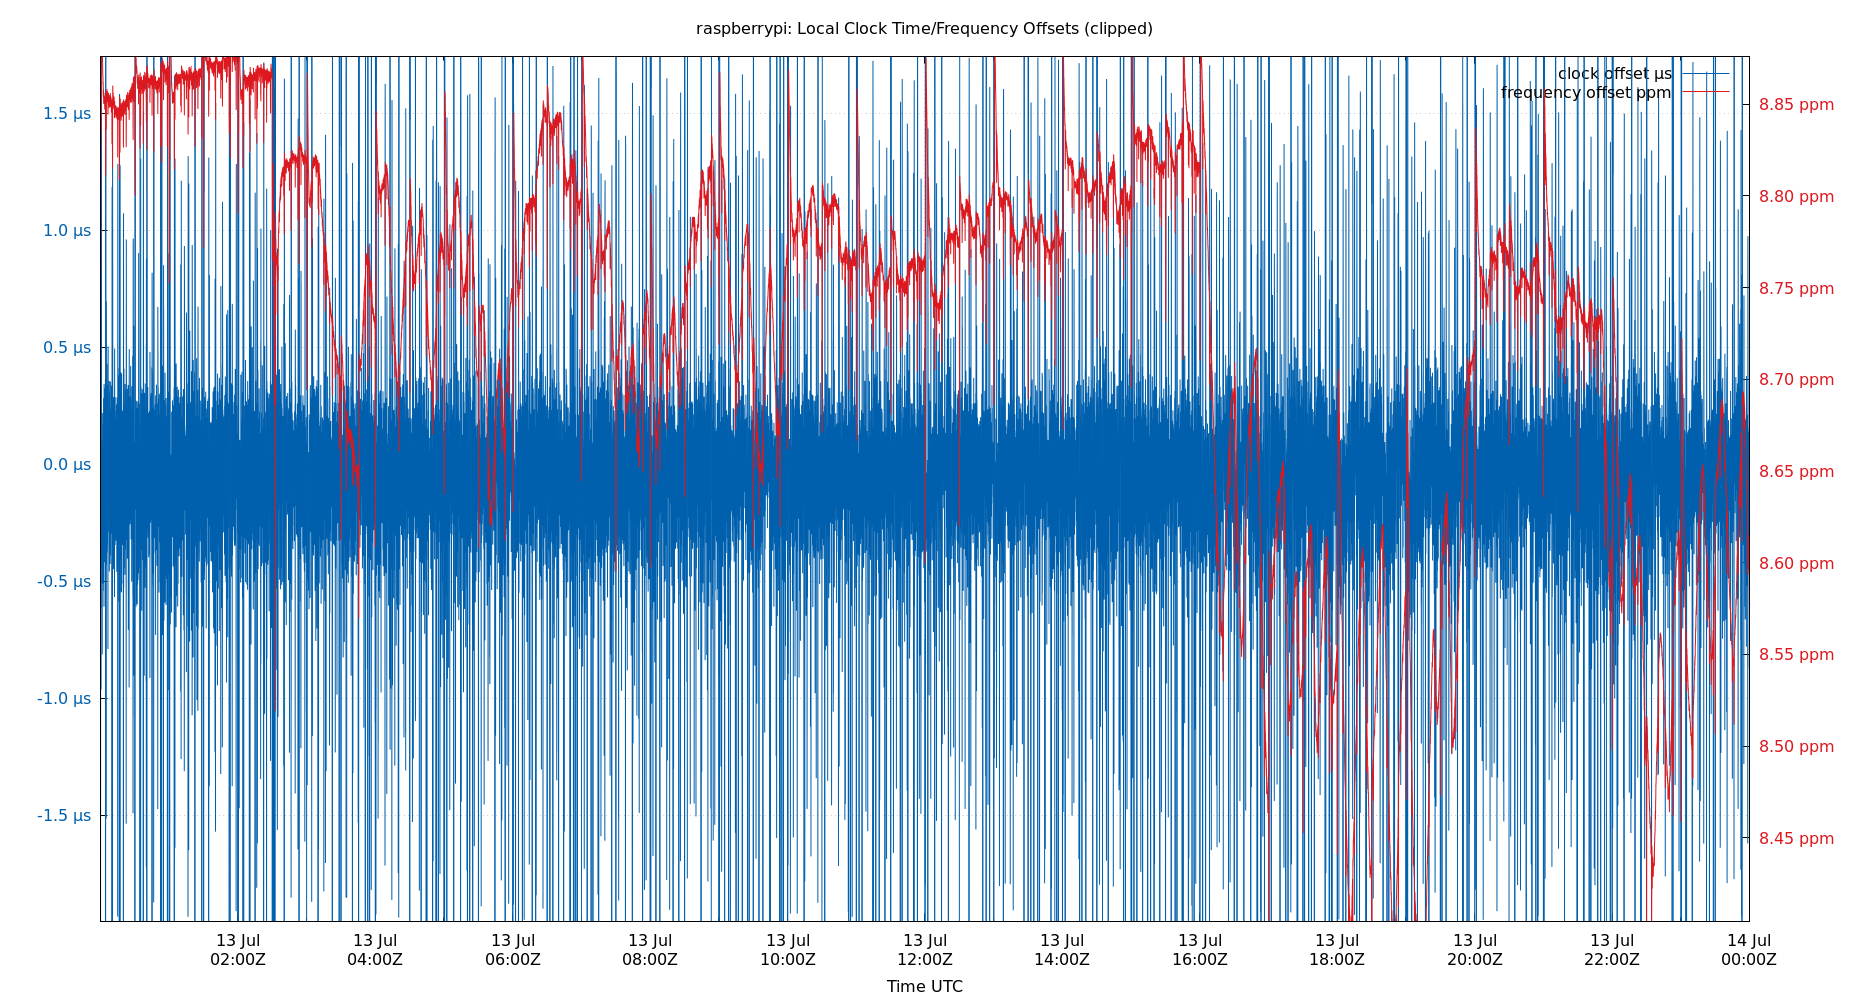 raspberrypi: Local Clock Time/Frequency Offsets (clipped)
clock offset µs
frequency offset ppm
1.5 µs
1.0 µs
0.5 µs
0.0 µs
-0.5 µs
-1.0 µs
-1.5 µs
8.85 ppm
8.80 ppm
8.75 ppm
8.70 ppm
8.65 ppm
8.60 ppm
8.55 ppm
8.50 ppm
8.45 ppm
13 Jul 13 Jul 13 Jul 13 Jul 13 Jul 13 Jul 13 Jul 13 Jul 13 Jul 13 Jul 13 Jul 14 Jul
02:00Z 04:00Z 06:00Z 08:00Z 10:00Z 12:00Z 14:00Z 16:00Z 18:00Z 20:00Z 22:00Z 00:00Z
Time UTC